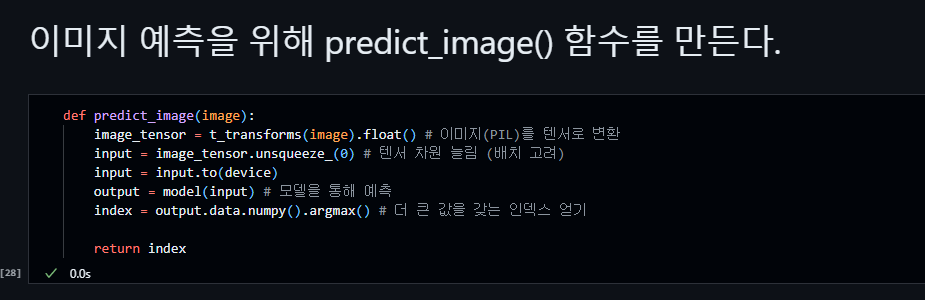 이미지 예측을 위해 predict_image() 함수를 만든다.
def predict_image(image):
image_tensor = t_transforms(image).float() # 이미지(PIL)를 텐서로 변환
input = image_tensor.unsqueeze_(0) # 텐서 차원 늘림 (배치 고려)
input = input.to(device)
output = model(input) # 모델을 통해 예측
index = output.data.numpy().argmax() # 더 큰 값을 갖는 인덱스 얻기
return index
[28] ✓ 0.0s